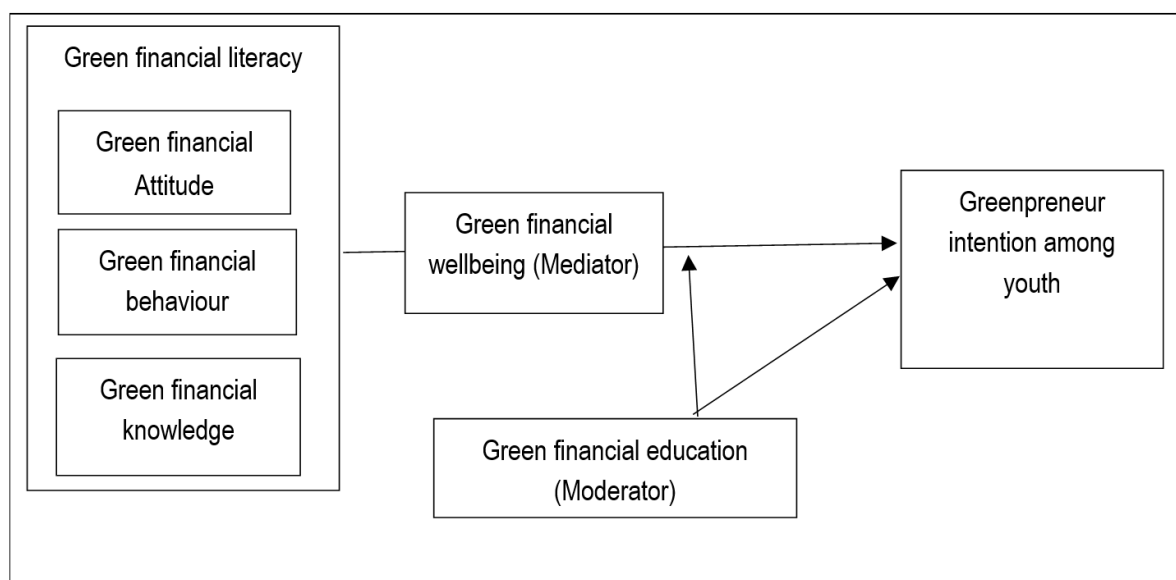 Green financial literacy
Green financial
Attitude
Green financial
behaviour
Green financial
knowledge
Green financial
wellbeing (Mediator)
Green financial education
(Moderator)
Greenpreneur
intention among
youth